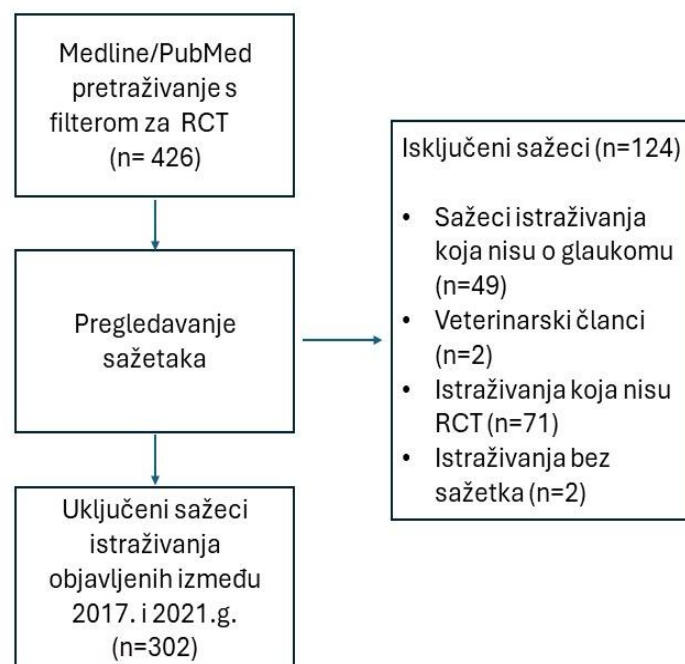 Medline/PubMed
pretraživanje s
filterom za RCT
(n= 426)
Pregledavanje
sažetaka
Isključeni sažeci (n=124)
• Sažeci istraživanja
koja nisu o glaukomu
(n=49)
• Veterinarski članci
(n=2)
• Istraživanja koja nisu
RCT (n=71)
• Istraživanja bez
sažetka (n=2)
Uključeni sažeci
istraživanja
objavljenih između
2017. i 2021.g.
(n=302)